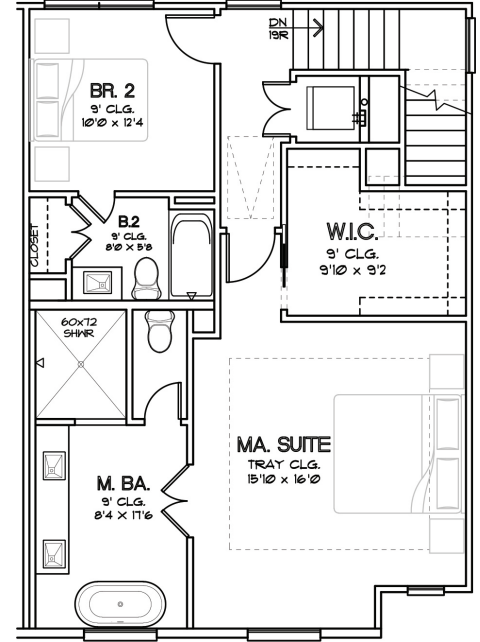 DN
19R
BR. 2
9' CLG.
10'0 x 12'4
B.2
9' CLG.
8'0 x 5'8
CLOSET
W.I.C.
9' CLG.
9'10 x 9'2
60x72
SHWR
MA. SUITE
TRAY CLG.
15'10 x 16'0
M. BA.
9' CLG.
8'4 X 17'6